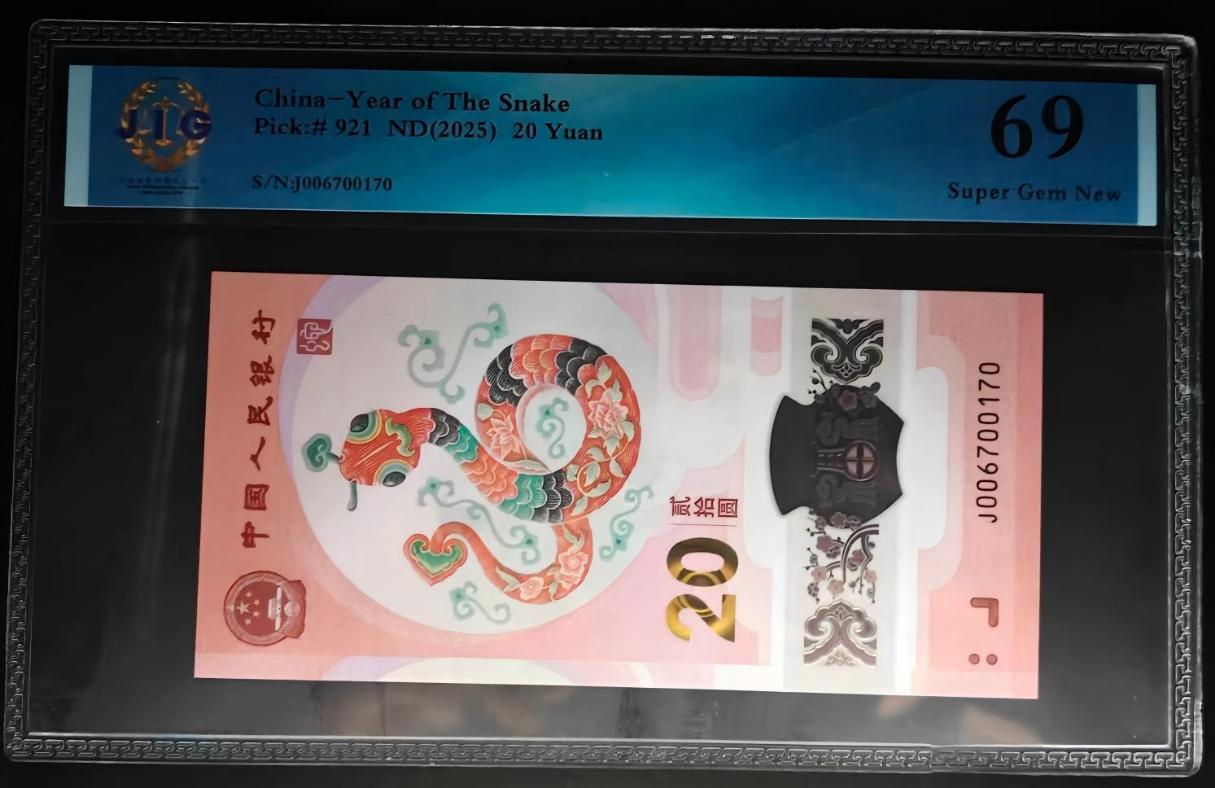 JIG
China-Year of The Snake
Pick:# 921 ND(2025) 20 Yuan
S/N:J006700170
69
Super Gem New
中国人民银行
贰拾圆
20
J006700170